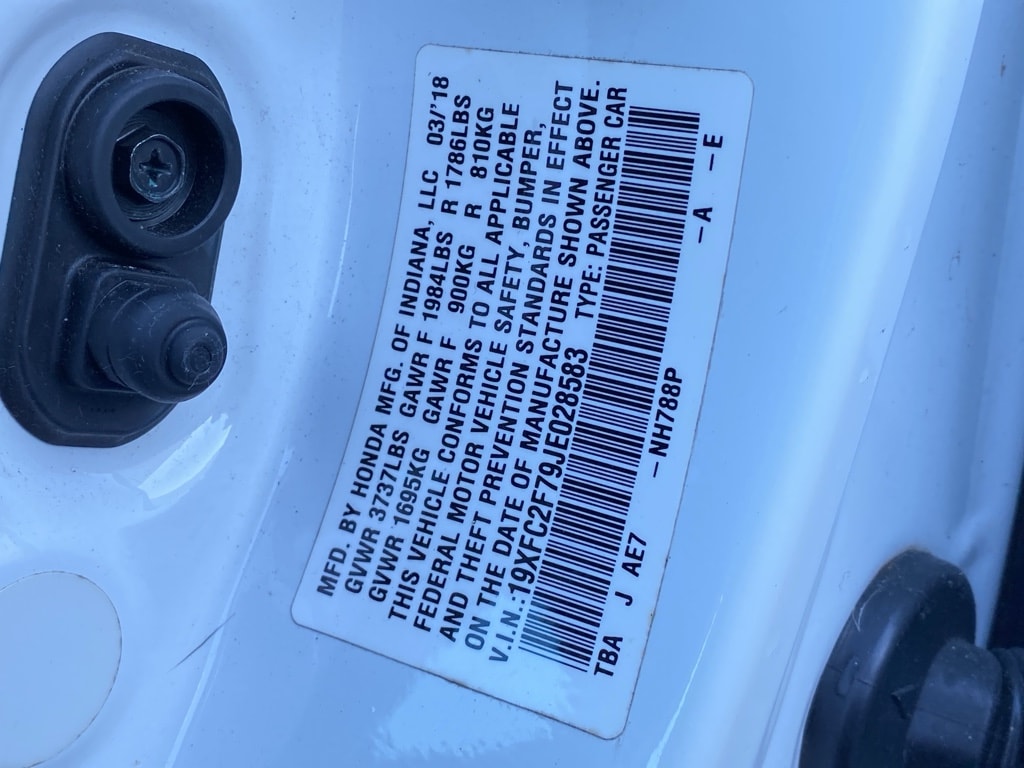 MFD. BY HONDA MFG. OF INDIANA, LLC 03/'18
GVWR 3737LBS GAWR F 1984LBS R 1786LBS
GVWR 1695KG GAWR F 900KG R 810KG
THIS VEHICLE CONFORMS TO ALL APPLICABLE
FEDERAL MOTOR VEHICLE SAFETY, BUMPER,
AND THEFT PREVENTION STANDARDS IN EFFECT
ON THE DATE OF MANUFACTURE SHOWN ABOVE.
V.I.N.:19XFC2F79JE028583 TYPE: PASSENGER CAR
TBA J AE7 –NH788P –A –E